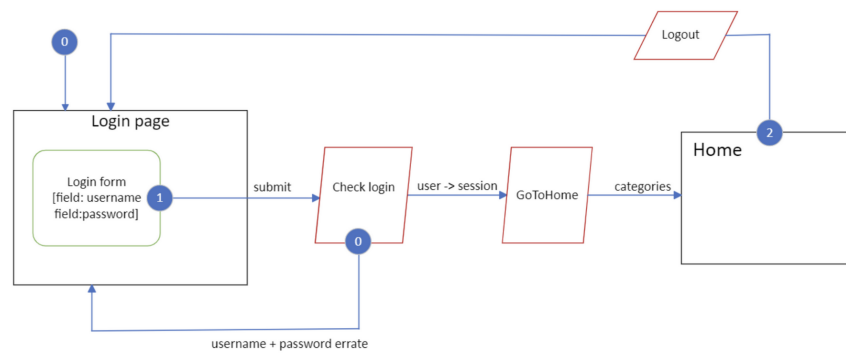 0
Logout
Login page
2
Home
Login form
[field: username
field:password]
1
submit
Check login
user -> session
GoToHome
categories
0
username + password errate